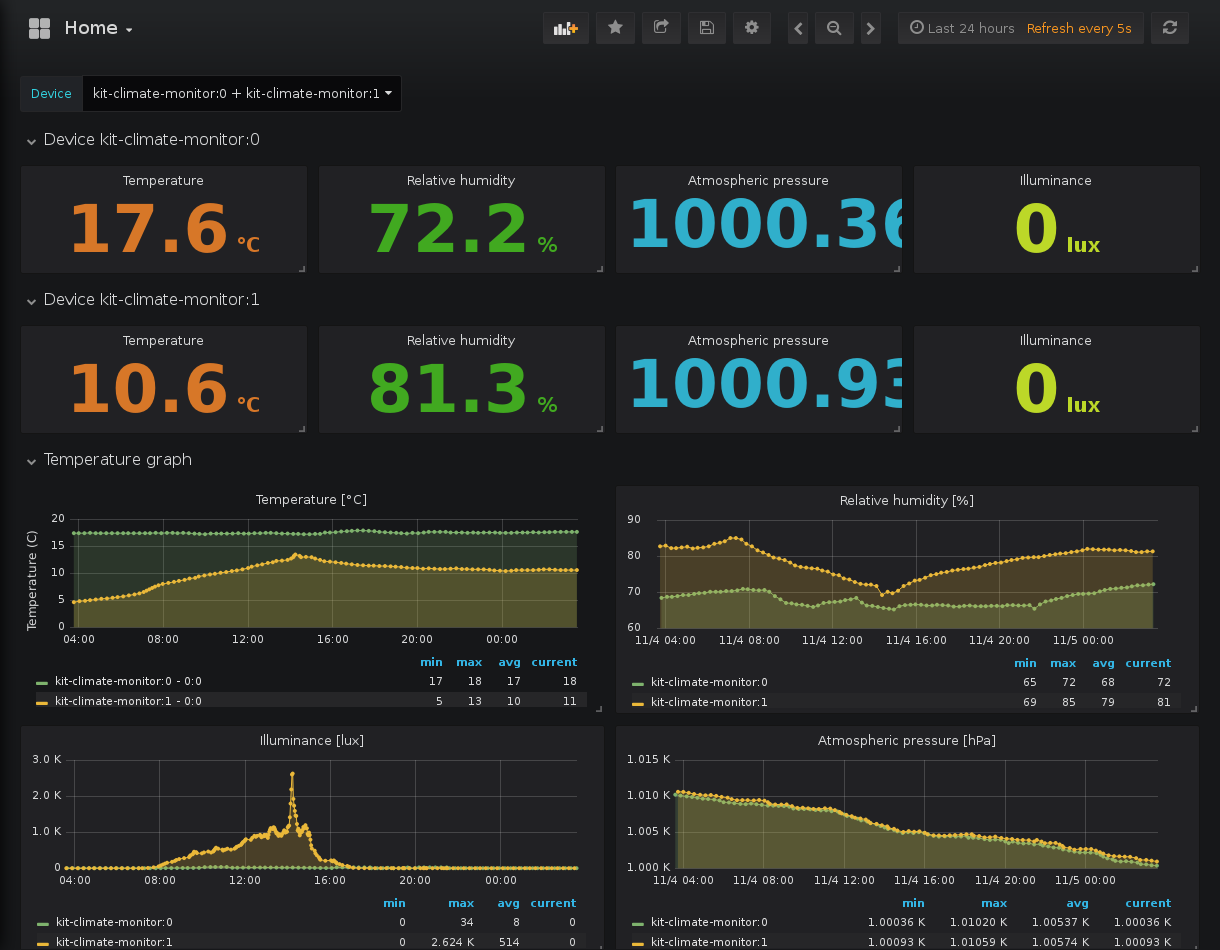 Home
Last 24 hours Refresh every 5s
Device kit-climate-monitor:0 + kit-climate-monitor:1
Device kit-climate-monitor:0
Temperature Relative humidity Atmospheric pressure Illuminance
17.6 °C 72.2 % 1000.36 0 lux
Device kit-climate-monitor:1
Temperature Relative humidity Atmospheric pressure Illuminance
10.6 °C 81.3 % 1000.93 0 lux
Temperature graph
Temperature [°C]
Temperature (C)
20
15
10
5
0
04:00 08:00 12:00 16:00 20:00 00:00
min max avg current
kit-climate-monitor:0 - 0:0 17 18 17 18
kit-climate-monitor:1 - 0:0 5 13 10 11
Relative humidity [%]
90
80
70
60
11/4 04:00 11/4 08:00 11/4 12:00 11/4 16:00 11/4 20:00 11/5 00:00
min max avg current
kit-climate-monitor:0 65 72 68 72
kit-climate-monitor:1 69 85 79 81
Illuminance [lux]
3.0 K
2.0 K
1.0 K
0
04:00 08:00 12:00 16:00 20:00 00:00
min max avg current
kit-climate-monitor:0 0 34 8 0
kit-climate-monitor:1 0 2.624 K 514 0
Atmospheric pressure [hPa]
1.015 K
1.010 K
1.005 K
1.000 K
11/4 04:00 11/4 08:00 11/4 12:00 11/4 16:00 11/4 20:00 11/5 00:00
min max avg current
kit-climate-monitor:0 1.00036 K 1.01020 K 1.00537 K 1.00036 K
kit-climate-monitor:1 1.00093 K 1.01059 K 1.00574 K 1.00093 K